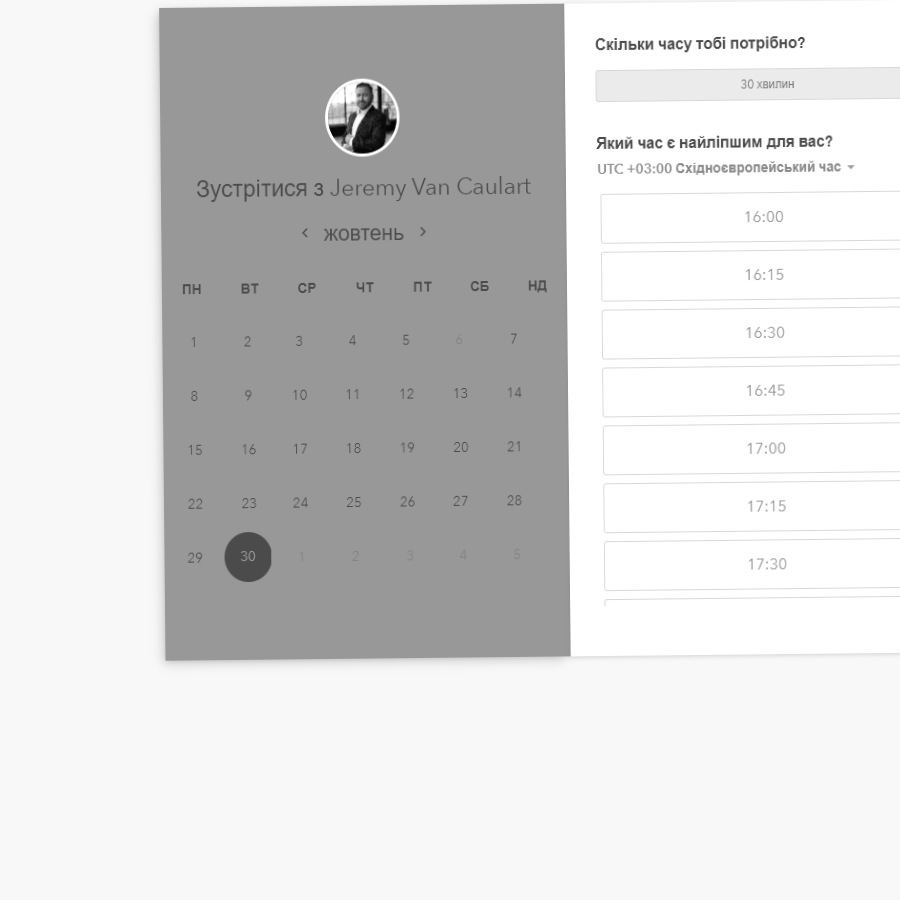 Зустрітися з Jeremy Van Caulart
жовтень
ПН ВТ СР ЧТ ПТ СБ НД
1 2 3 4 5 6 7
8 9 10 11 12 13 14
15 16 17 18 19 20 21
22 23 24 25 26 27 28
29 30 1 2 3 4 5
Скільки часу тобі потрібно?
30 хвилин
Який час є найліпшим для вас?
UTC +03:00 Східноєвропейський час
16:00
16:15
16:30
16:45
17:00
17:15
17:30